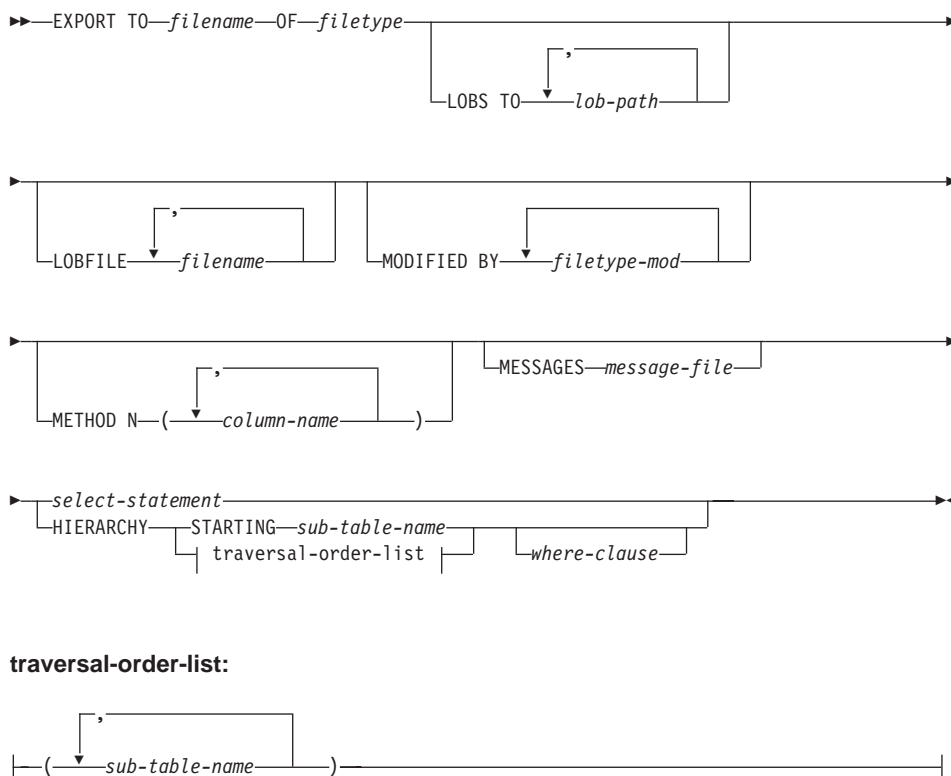 EXPORT TO filename OF filetype
,
LOBS TO lob-path
, 
LOBFILE filename MODIFIED BY filetype-mod
,
METHOD N ( column-name ) MESSAGES message-file
select-statement
HIERARCHY STARTING sub-table-name
traversal-order-list where-clause
traversal-order-list:
,
( sub-table-name )